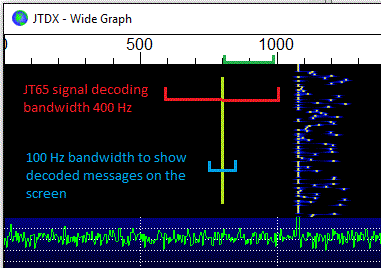 JTDX - Wide Graph
500
1000
JT65 signal decoding
bandwidth 400 Hz
100 Hz bandwidth to show
decoded messages on the
screen